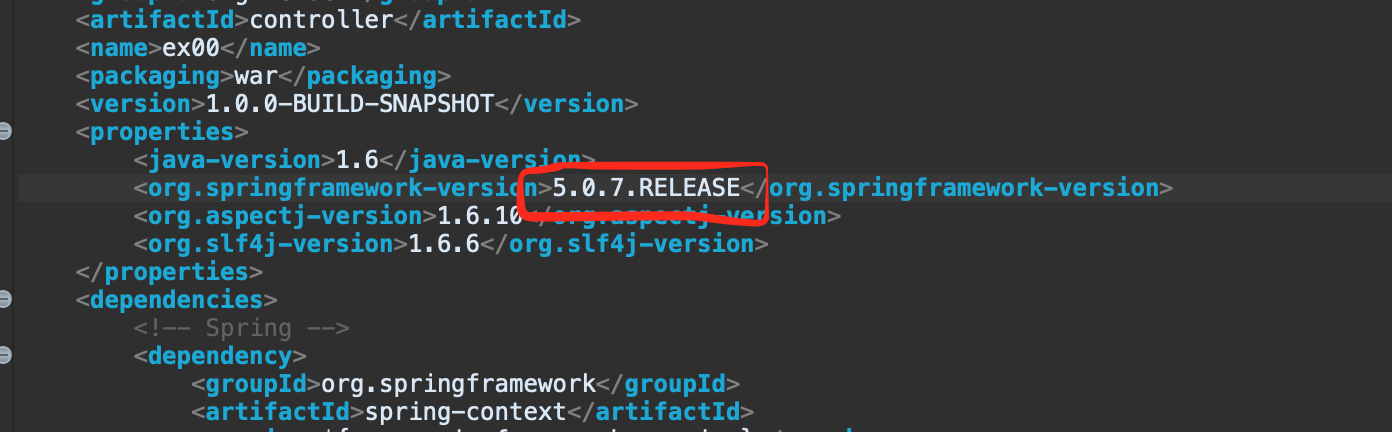 <artifactId>controller</artifactId>
<name>ex00</name>
<packaging>war</packaging>
<version>1.0.0-BUILD-SNAPSHOT</version>
<properties>
<java-version>1.6</java-version>
<org.springframework-version>5.0.7.RELEASE</org.springframework-version>
<org.aspectj-version>1.6.10</org.aspectj-version>
<org.slf4j-version>1.6.6</org.slf4j-version>
</properties>
<dependencies>
<!-- Spring -->
<dependency>
<groupId>org.springframework</groupId>
<artifactId>spring-context</artifactId>